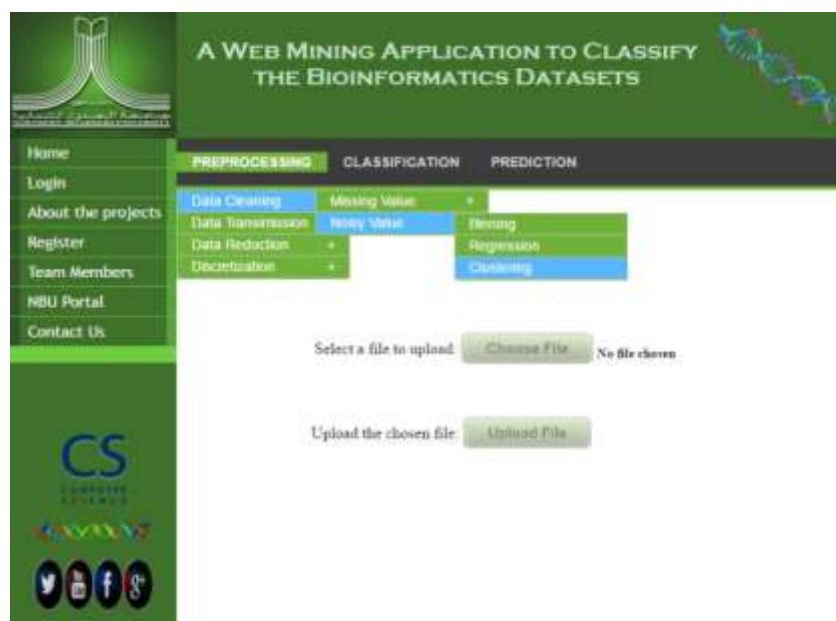 A WEB MINING APPLICATION TO CLASSIFY
THE BIOINFORMATICS DATASETS
Home
Login
About the projects
Register
Team Members
NBU Portal
Contact Us
PREPROCESSING CLASSIFICATION PREDICTION
Data Cleaning Missing Value +
Data Transmission Noisy Value Binning
Data Reduction + Regression
Discretization + Clustering
Select a file to upload: Choose File No file chosen
Upload the chosen file: Upload File
CS
COMPUTER
SCIENCE